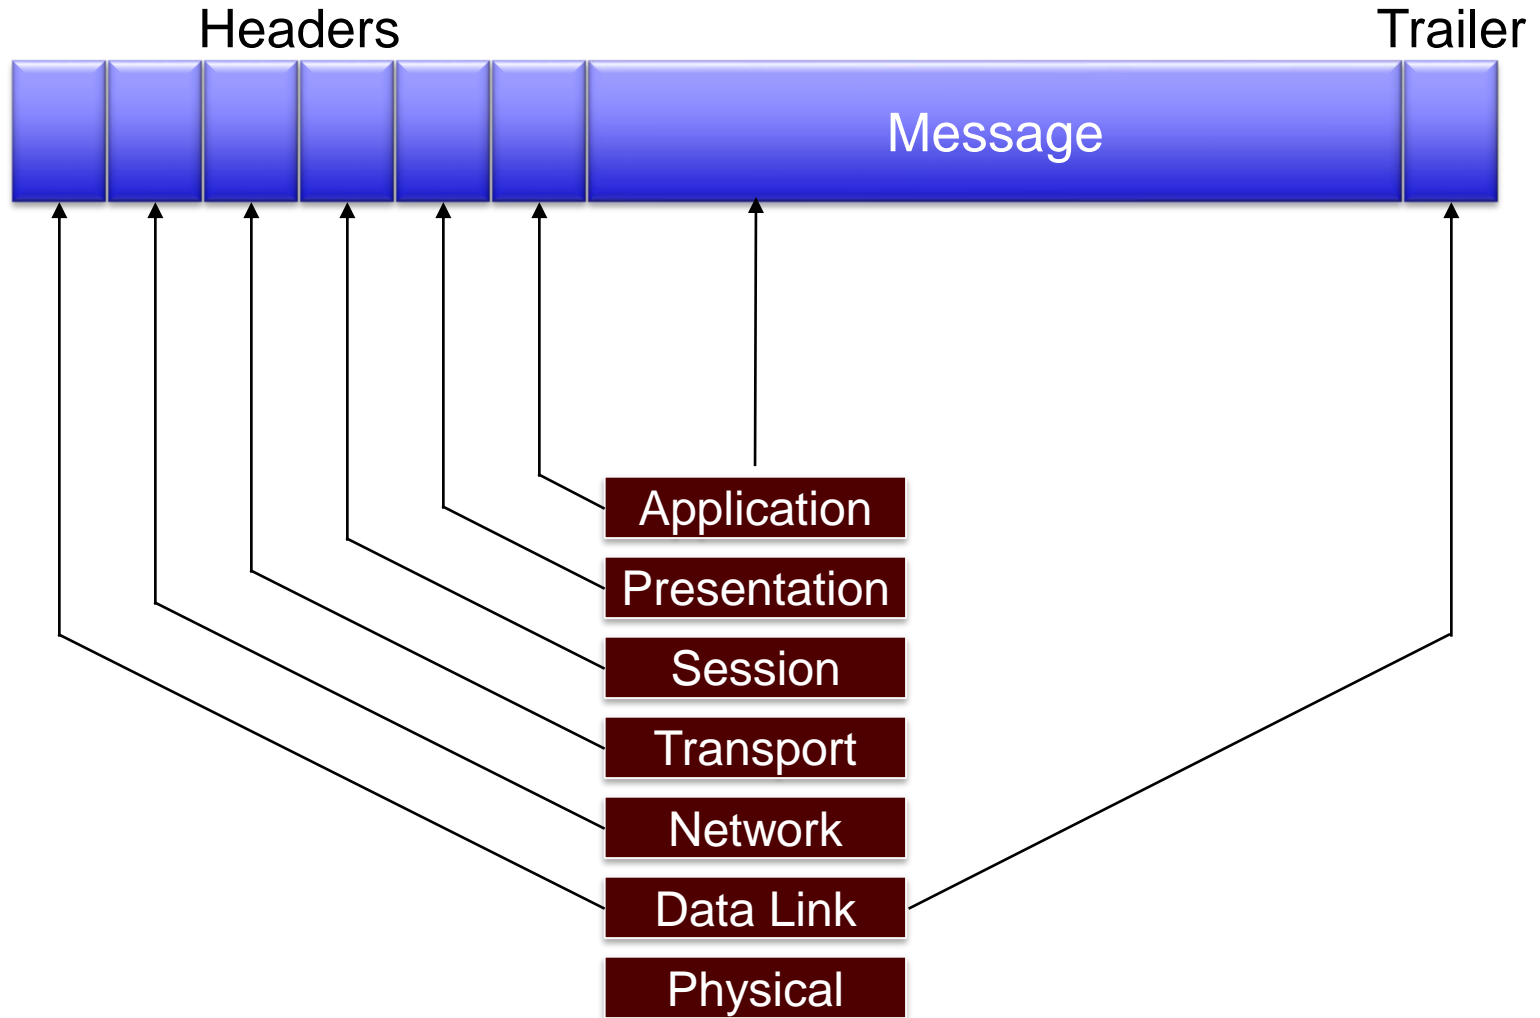 Headers
Trailer
Message
Application
Presentation
Session
Transport
Network
Data Link
Physical